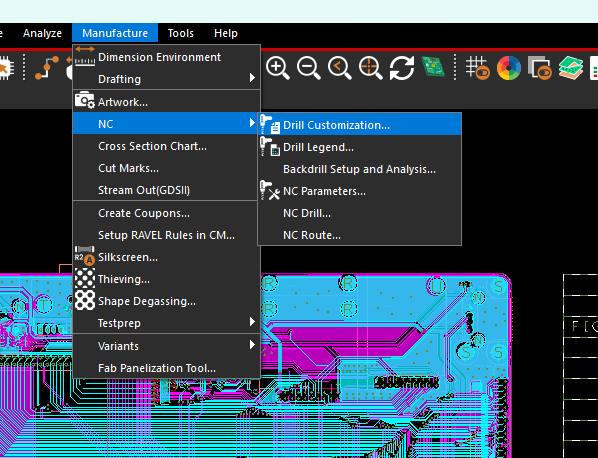 e Analyze Manufacture Tools Help
Dimension Environment
Drafting
Artwork...
NC
Cross Section Chart...
Cut Marks...
Stream Out(GDSII)
Create Coupons...
Setup RAVEL Rules in CM...
R2 A Silkscreen...
Thieving...
Shape Degassing...
Testprep
Variants
Fab Panelization Tool...
Drill Customization...
Drill Legend...
Backdrill Setup and Analysis...
NC Parameters...
NC Drill...
NC Route...
R R U S
R R
S S